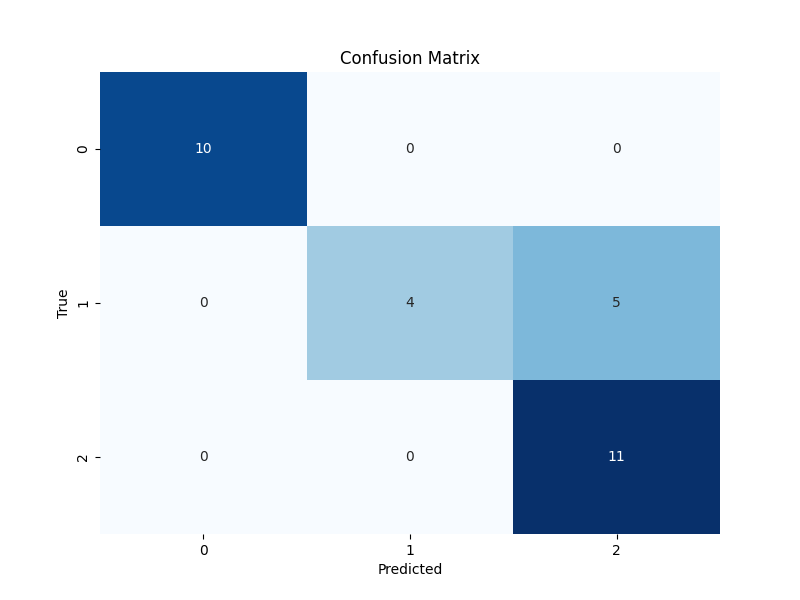 Confusion Matrix
0 10 0 0
1 0 4 5
2 0 0 11
True
0 1 2
Predicted